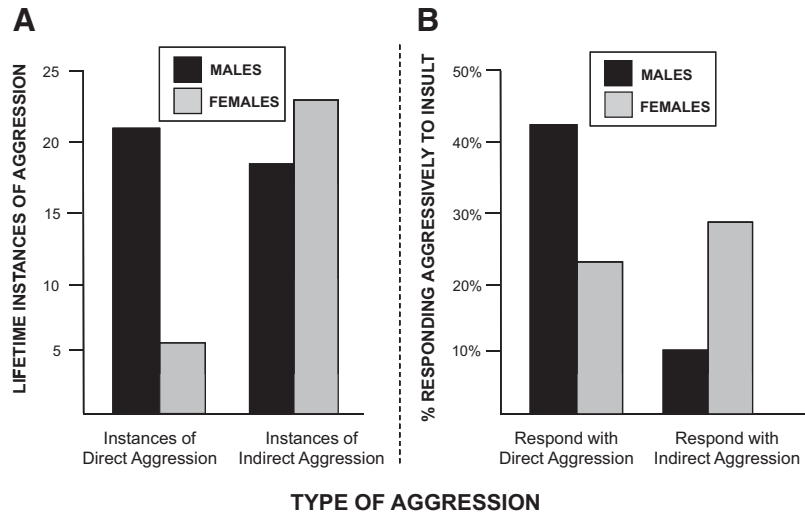 A
LIFETIME INSTANCES OF AGGRESSION
25
20
15
10
5
MALES
FEMALES
Instances of
Direct Aggression
Instances of
Indirect Aggression
B
% RESPONDING AGGRESSIVELY TO INSULT
50%
40%
30%
20%
10%
MALES
FEMALES
Respond with
Direct Aggression
Respond with
Indirect Aggression
TYPE OF AGGRESSION